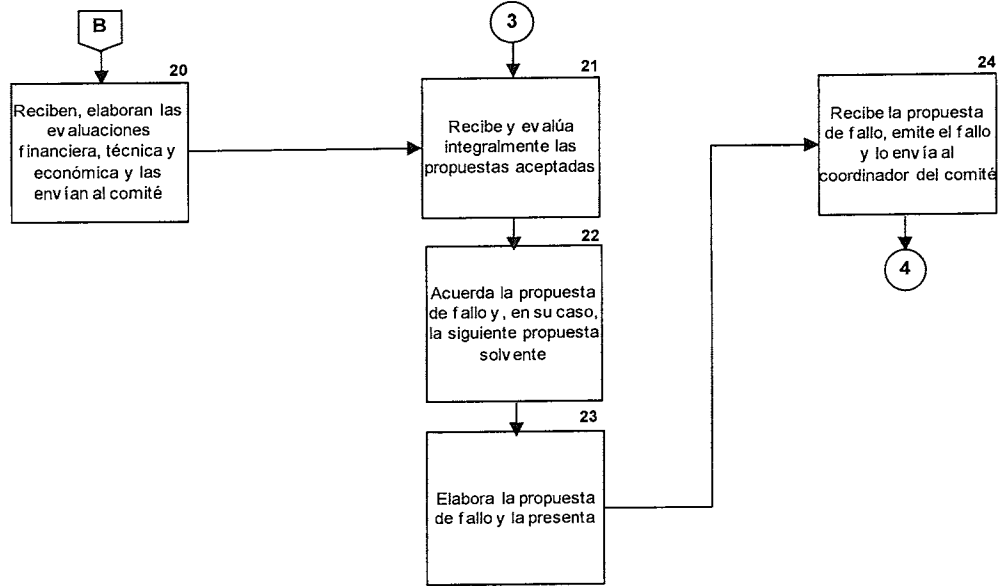 B
20
Reciben, elaboran las
evaluaciones
financiera, técnica y
económica y las
envían al comité
3
21
Recibe y evalúa
integralmente las
propuestas aceptadas
22
Acuerda la propuesta
de fallo y, en su caso,
la siguiente propuesta
solvente
23
Elabora la propuesta
de fallo y la presenta
24
Recibe la propuesta
de fallo, emite el fallo
y lo envía al
coordinador del comité
4